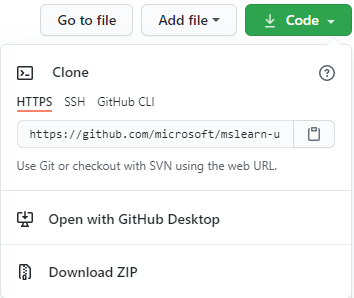 Go to file Add file Code
Clone
HTTPS SSH GitHub CLI
https://github.com/microsoft/mslearn-u
Use Git or checkout with SVN using the web URL.
Open with GitHub Desktop
Download ZIP